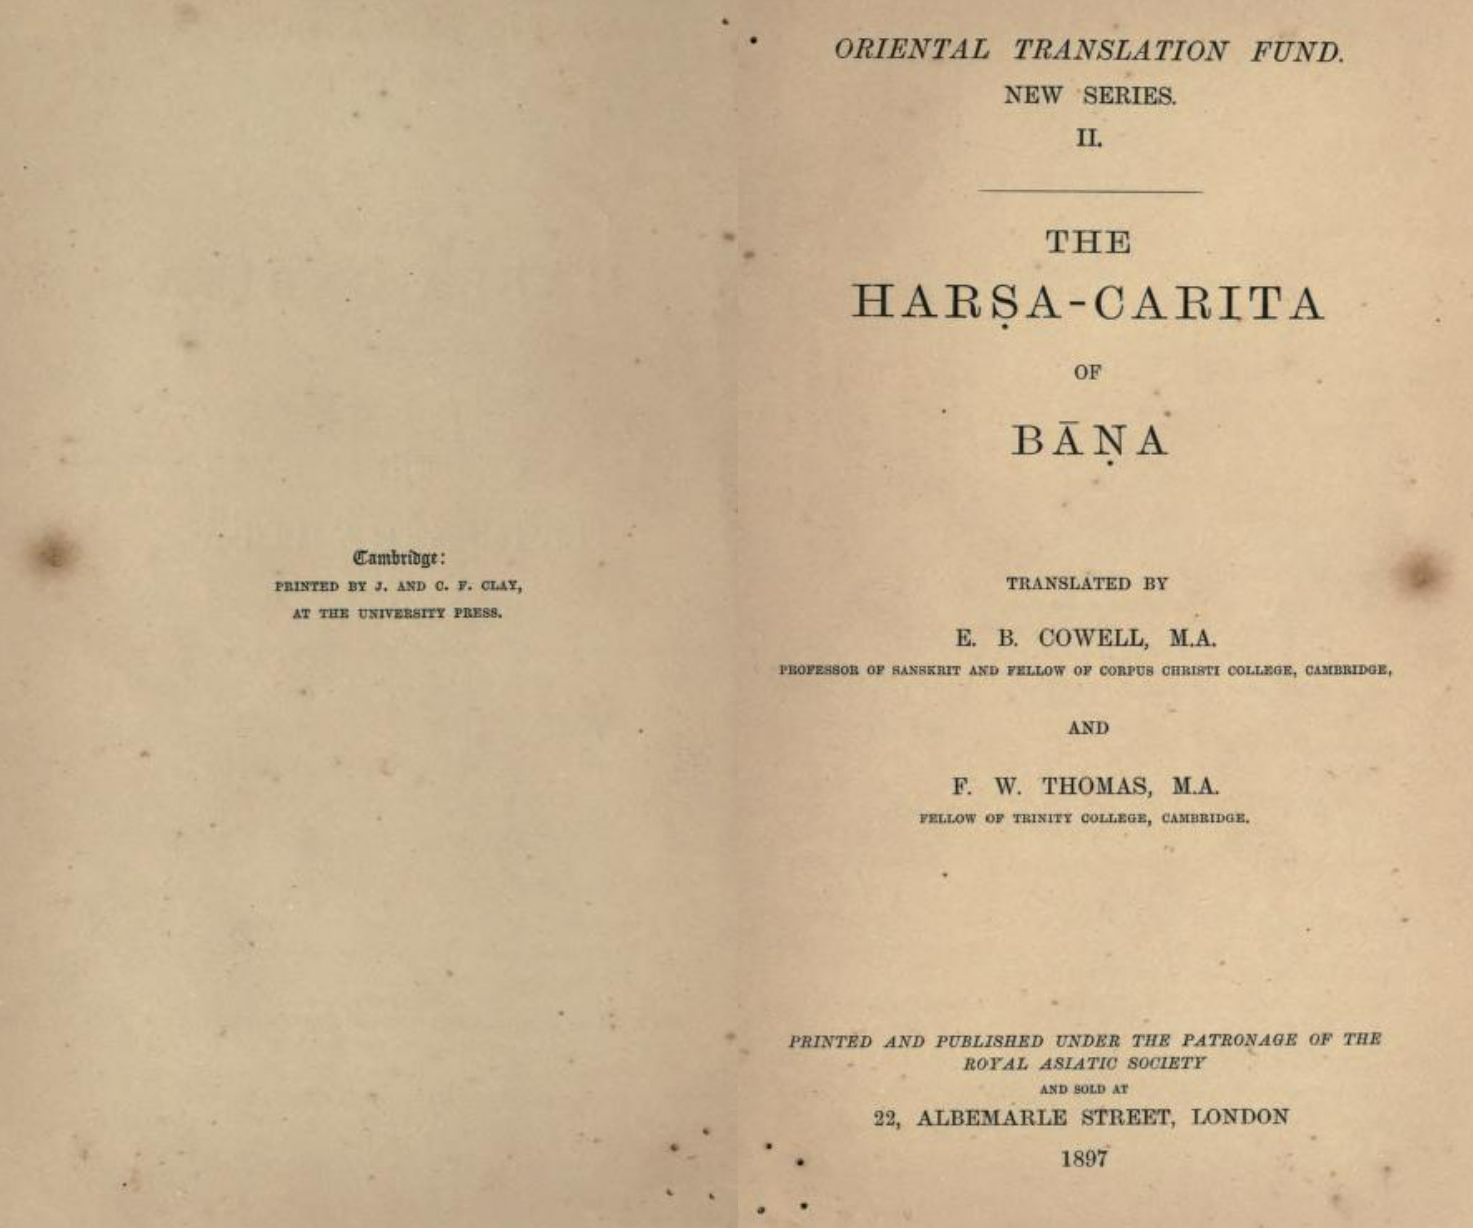 Cambridge:
PRINTED BY J. AND C. F. CLAY,
AT THE UNIVERSITY PRESS.
ORIENTAL TRANSLATION FUND.
NEW SERIES.
II.
THE
HARṢA-CARITA
OF
BĀṆA
TRANSLATED BY
E. B. COWELL, M.A.
PROFESSOR OF SANSKRIT AND FELLOW OF CORPUS CHRISTI COLLEGE, CAMBRIDGE,
AND
F. W. THOMAS, M.A.
FELLOW OF TRINITY COLLEGE, CAMBRIDGE.
PRINTED AND PUBLISHED UNDER THE PATRONAGE OF THE
ROYAL ASIATIC SOCIETY
AND SOLD AT
22, ALBEMARLE STREET, LONDON
1897